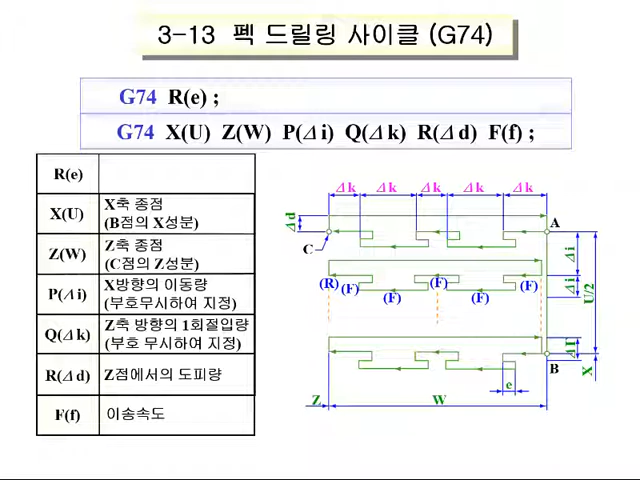 3-13 펙 드릴링 사이클 (G74)
G74 R(e) ;
G74 X(U) Z(W) P(Δi) Q(Δk) R(Δd) F(f) ;
R(e)
X(U) X축 종점
(B점의 X성분)
Z(W) Z축 종점
(C점의 Z성분)
P(Δi) X방향의 이동량
(부호무시하여 지정)
Q(Δk) Z축 방향의 1회절입량
(부호 무시하여 지정)
R(Δd) Z점에서의 도피량
F(f) 이송속도
Δk Δk Δk Δk Δk
Δd
A
C
Δi
(R) (F) (F) (F) (F) (F)
Δi
U/2
B
X
e
Z W